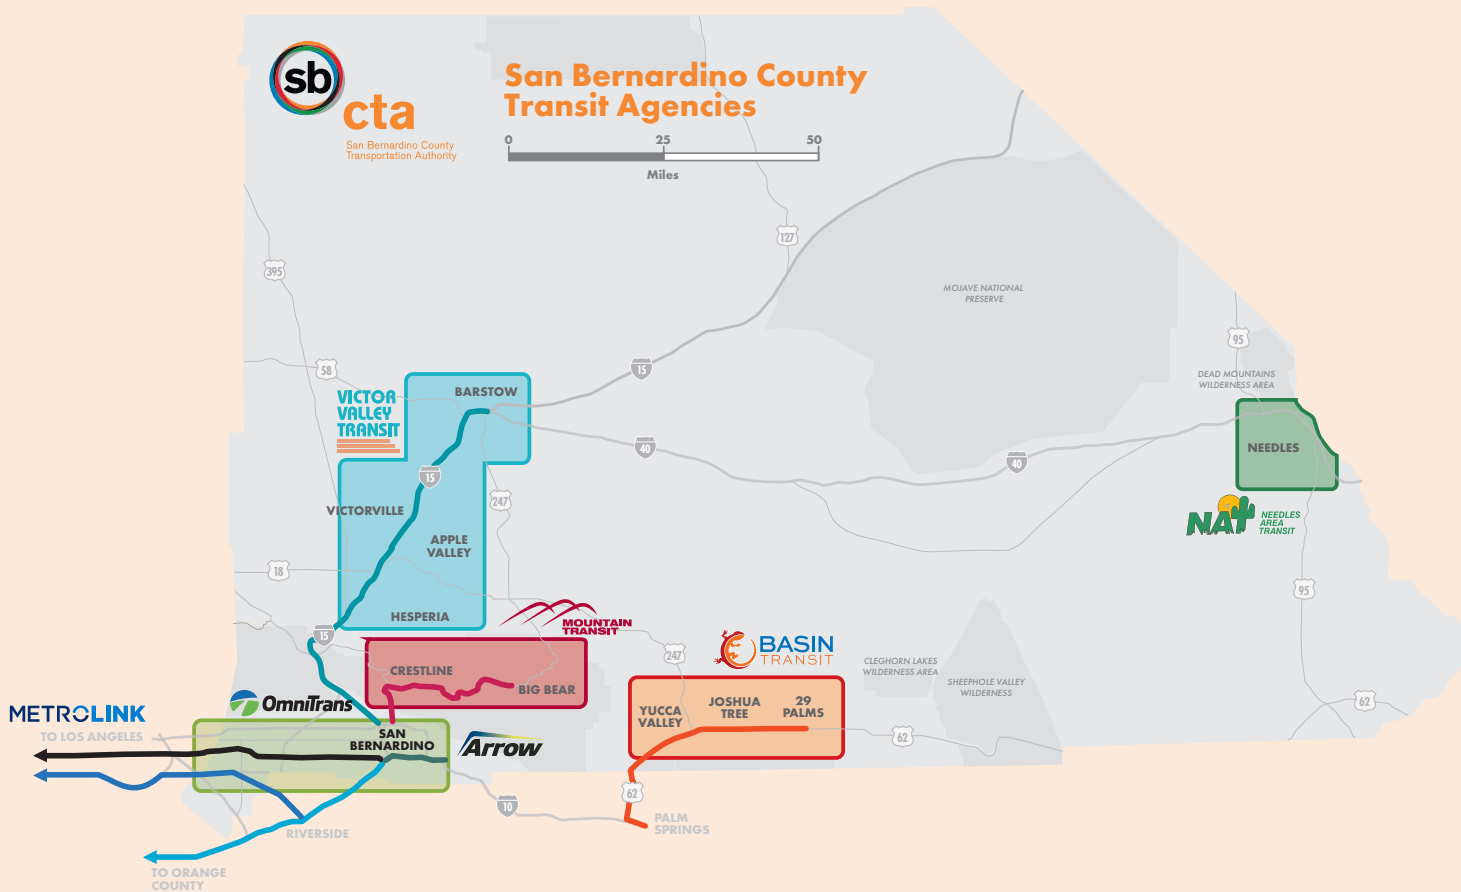 sb
cta
San Bernardino County
Transportation Authority
San Bernardino County
Transit Agencies
0 25 50
Miles
127
395
MOJAVE NATIONAL
PRESERVE
95
58
15
DEAD MOUNTAINS
WILDERNESS AREA
VICTOR
VALLEY
TRANSIT
BARSTOW
40
40
NEEDLES
15
247
VICTORVILLE
NAT
NEEDLES
AREA
TRANSIT
APPLE
VALLEY
18
95
HESPERIA
15
MOUNTAIN
TRANSIT
BASIN
TRANSIT
247
CRESTLINE
BIG BEAR
CLEGHORN LAKES
WILDERNESS AREA
SHEEPHOLE VALLEY
WILDERNESS
OmniTrans
METROLINK
TO LOS ANGELES
SAN
BERNARDINO
Arrow
YUCCA
VALLEY
JOSHUA
TREE
29
PALMS
62
62
62
10
RIVERSIDE
PALM
SPRINGS
TO ORANGE
COUNTY